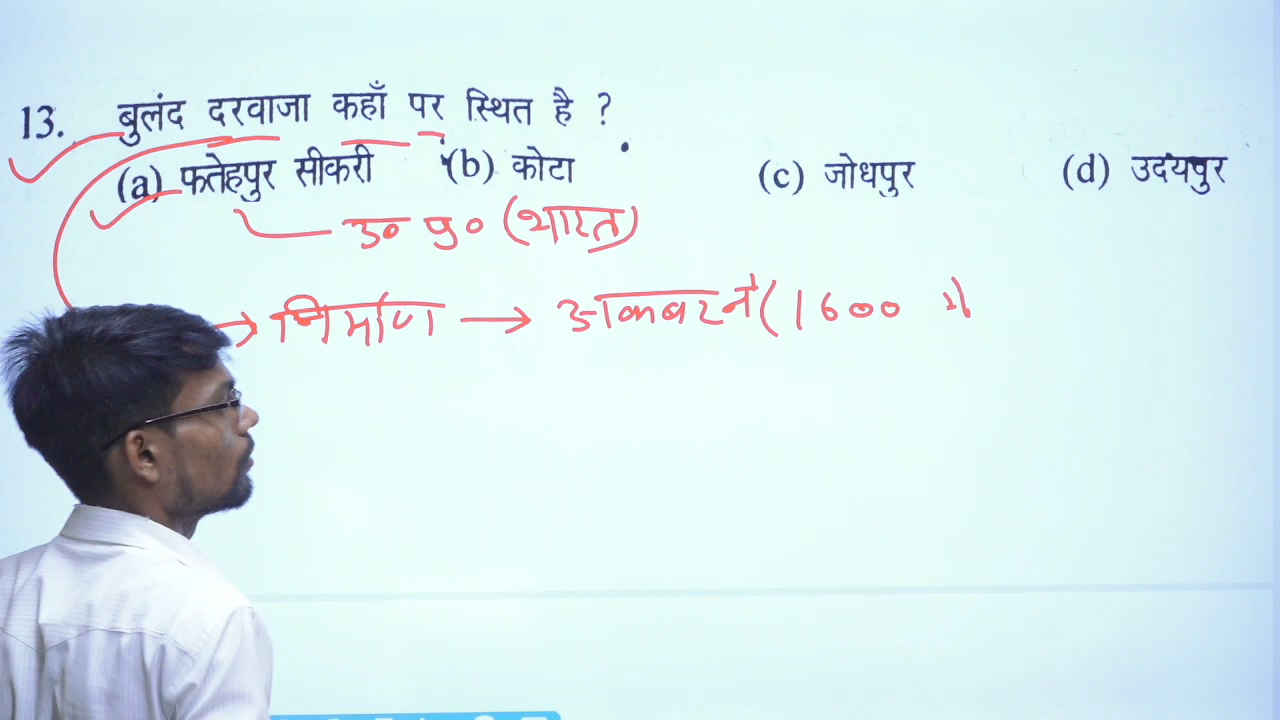 13. बुलंद दरवाजा कहाँ पर स्थित है ?
(a) फतेहपुर सीकरी (b) कोटा (c) जोधपुर (d) उदयपुर
उ० प्र० (भारत)
→ निर्माण → अकबर ने (1600 में